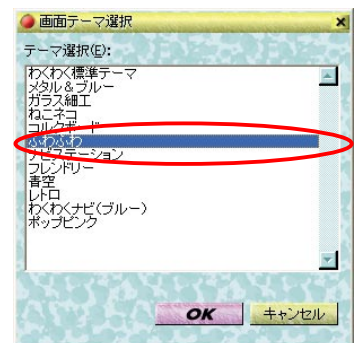 画面テーマ選択
テーマ選択(E):
わくわく標準テーマ
メタル&ブルー
ガラス細工
ねこネコ
コルクボード
ふわふわ
ナビステーション
フレンドリー
青空
レトロ
わくわくナビ(ブルー)
ポップピンク
OK
キャンセル